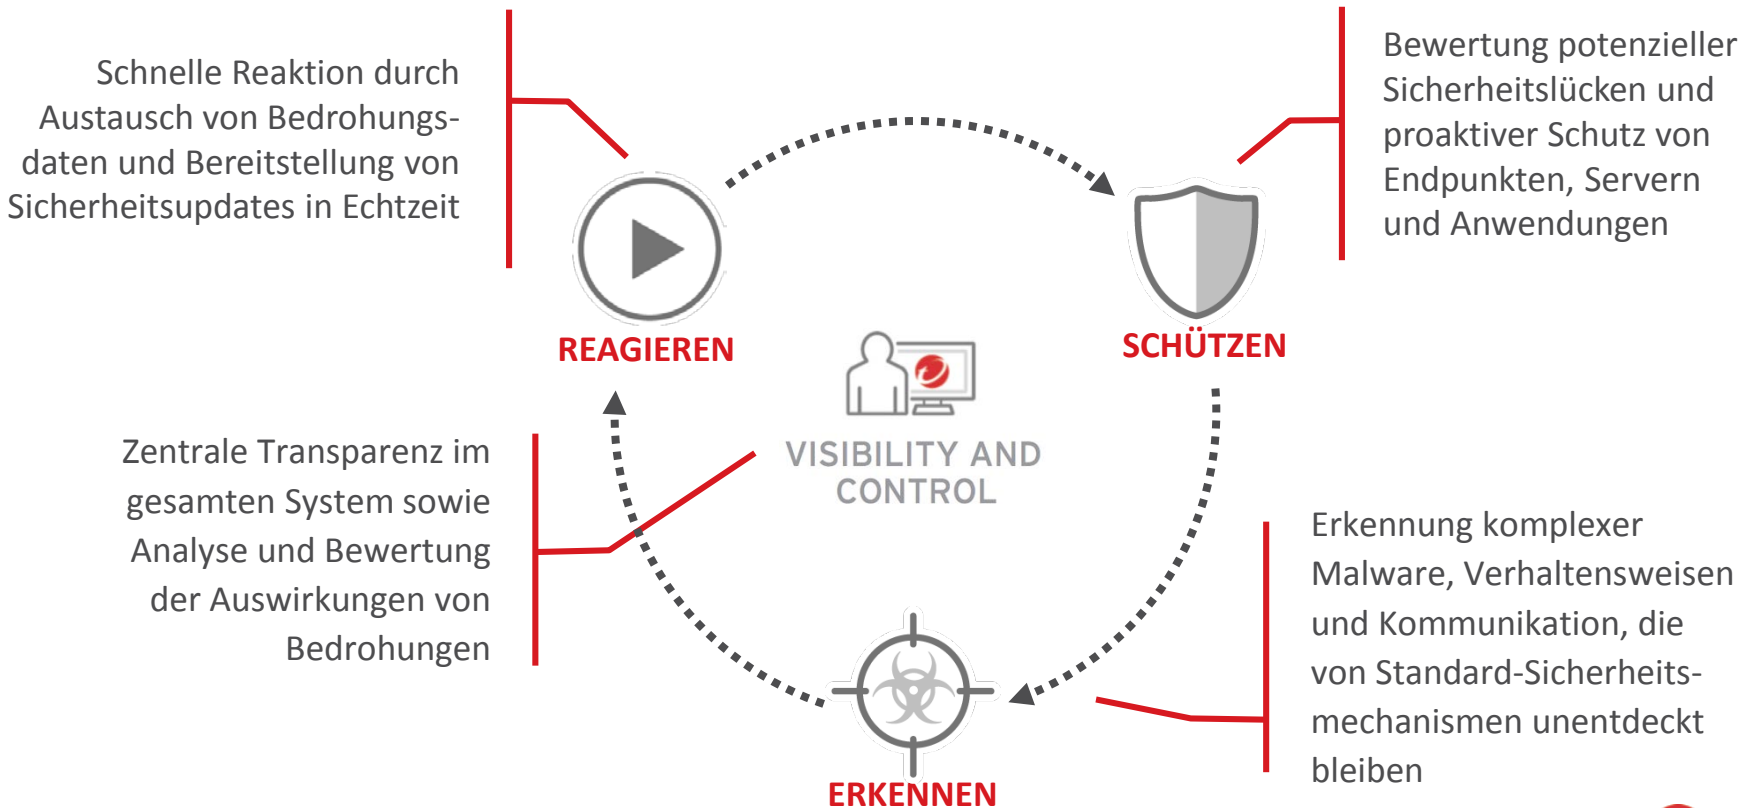 Schnelle Reaktion durch
Austausch von Bedrohungs-
daten und Bereitstellung von
Sicherheitsupdates in Echtzeit
Bewertung potenzieller
Sicherheitslücken und
proaktiver Schutz von
Endpunkten, Servern
und Anwendungen
REAGIEREN
SCHÜTZEN
VISIBILITY AND
CONTROL
Zentrale Transparenz im
gesamten System sowie
Analyse und Bewertung
der Auswirkungen von
Bedrohungen
Erkennung komplexer
Malware, Verhaltensweisen
und Kommunikation, die
von Standard-Sicherheits-
mechanismen unentdeckt
bleiben
ERKENNEN